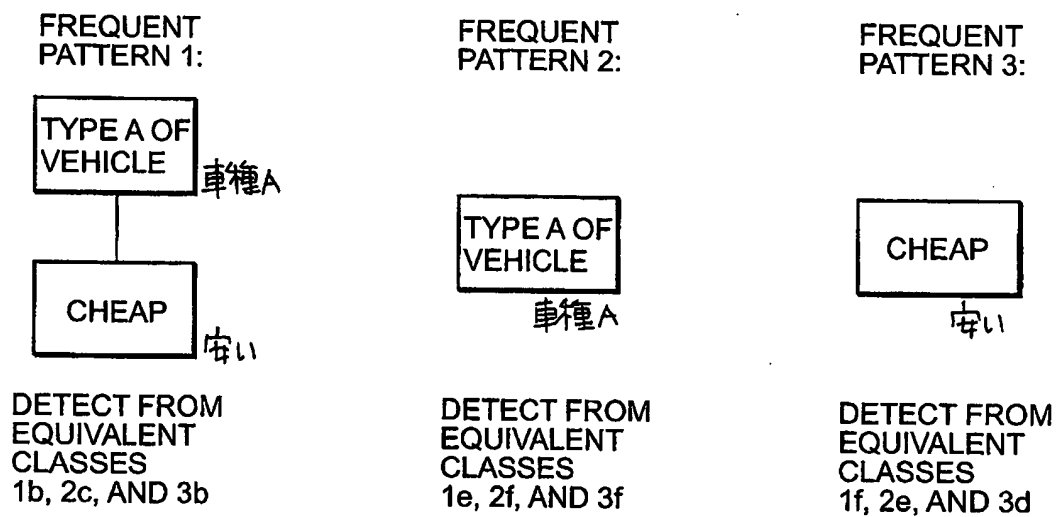 FREQUENT
PATTERN 1:
TYPE A OF
VEHICLE
車種A
CHEAP
安い
DETECT FROM
EQUIVALENT
CLASSES
1b, 2c, AND 3b
FREQUENT
PATTERN 2:
TYPE A OF
VEHICLE
車種A
DETECT FROM
EQUIVALENT
CLASSES
1e, 2f, AND 3f
FREQUENT
PATTERN 3:
CHEAP
安い
DETECT FROM
EQUIVALENT
CLASSES
1f, 2e, AND 3d